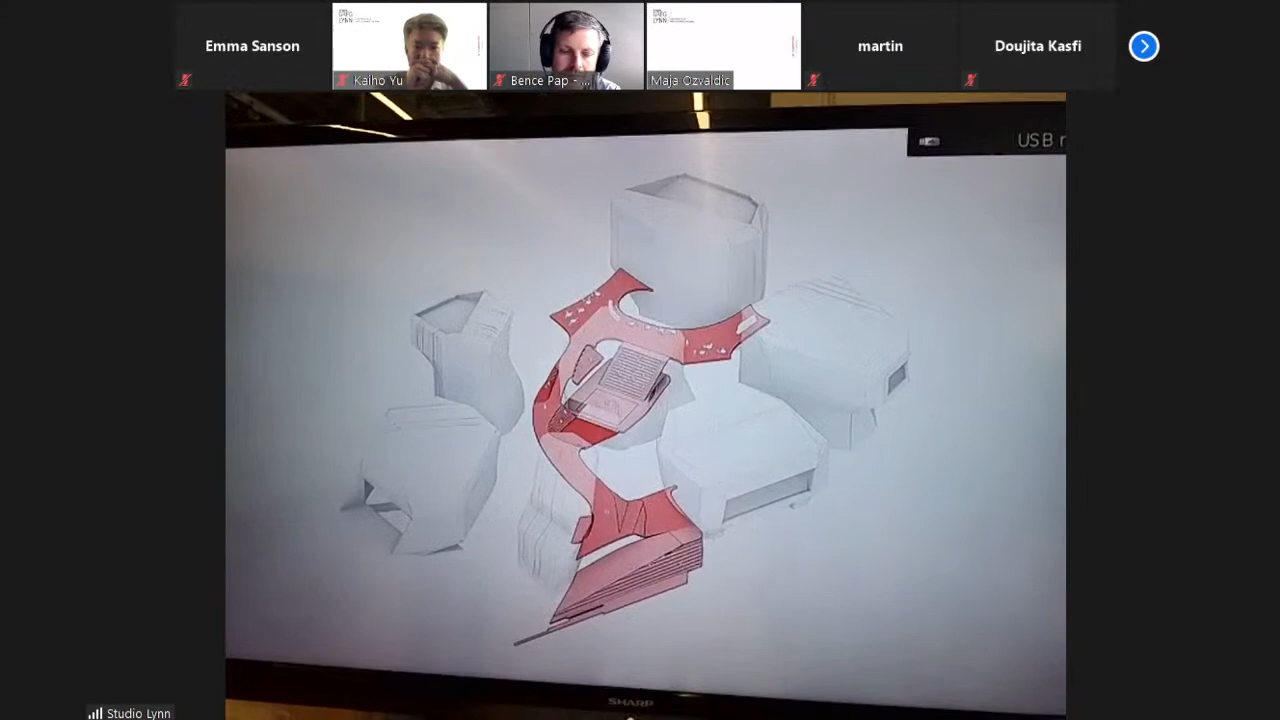 Emma Sanson
Kaiho Yu
Bence Pap - ...
Maja Ozvaldic
martin
Doujita Kasfi
USB r
SHARP
Studio Lynn